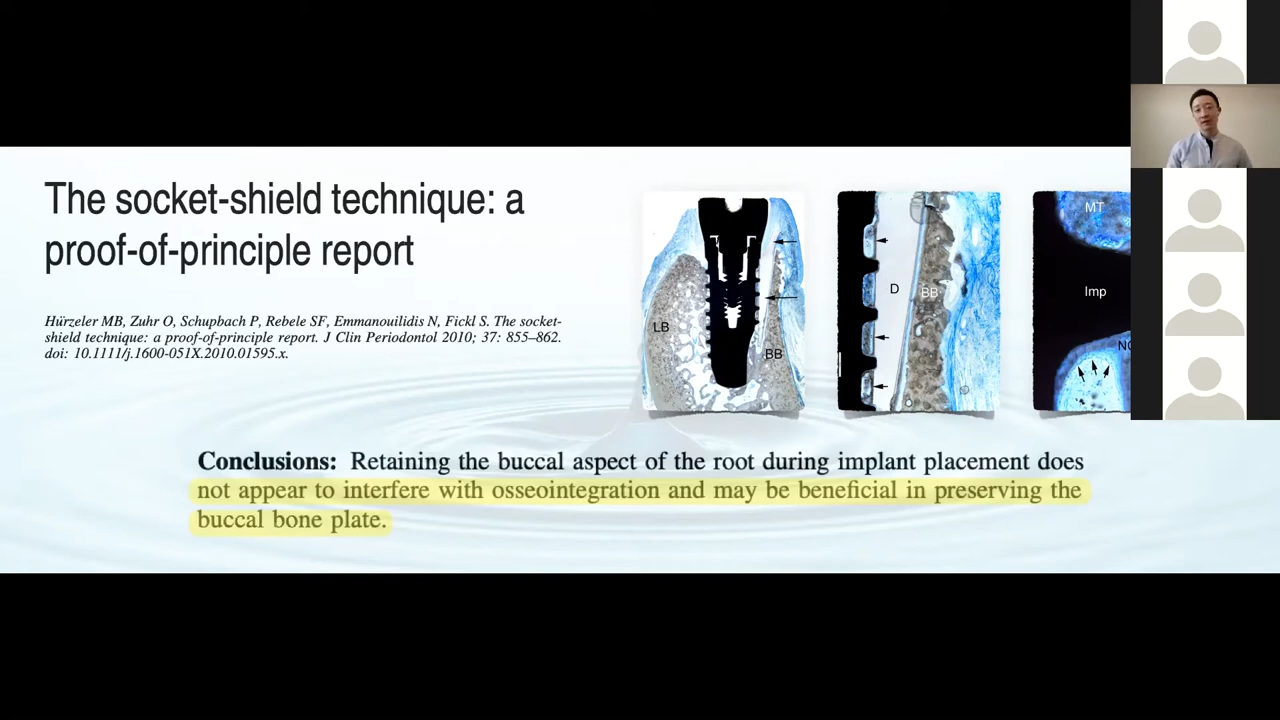 The socket-shield technique: a
proof-of-principle report
Hürzeler MB, Zuhr O, Schupbach P, Rebele SF, Emmanouilidis N, Fickl S. The socket-
shield technique: a proof-of-principle report. J Clin Periodontol 2010; 37: 855–862.
doi: 10.1111/j.1600-051X.2010.01595.x.
LB
BB
D
BB
MT
Imp
Conclusions: Retaining the buccal aspect of the root during implant placement does
not appear to interfere with osseointegration and may be beneficial in preserving the
buccal bone plate.